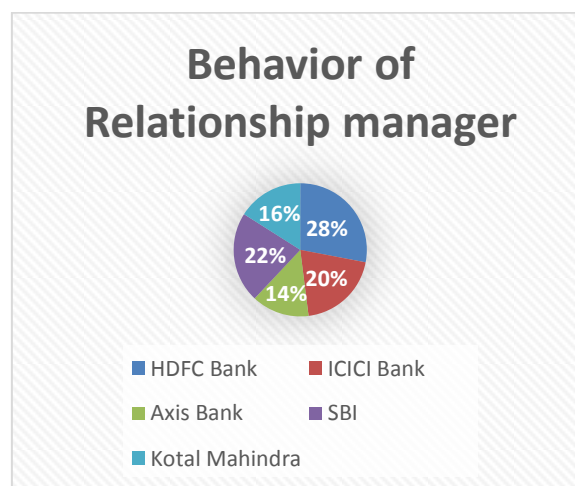 Behavior of
Relationship manager
16%
28%
22%
20%
14%
HDFC Bank
ICICI Bank
Axis Bank
SBI
Kotal Mahindra